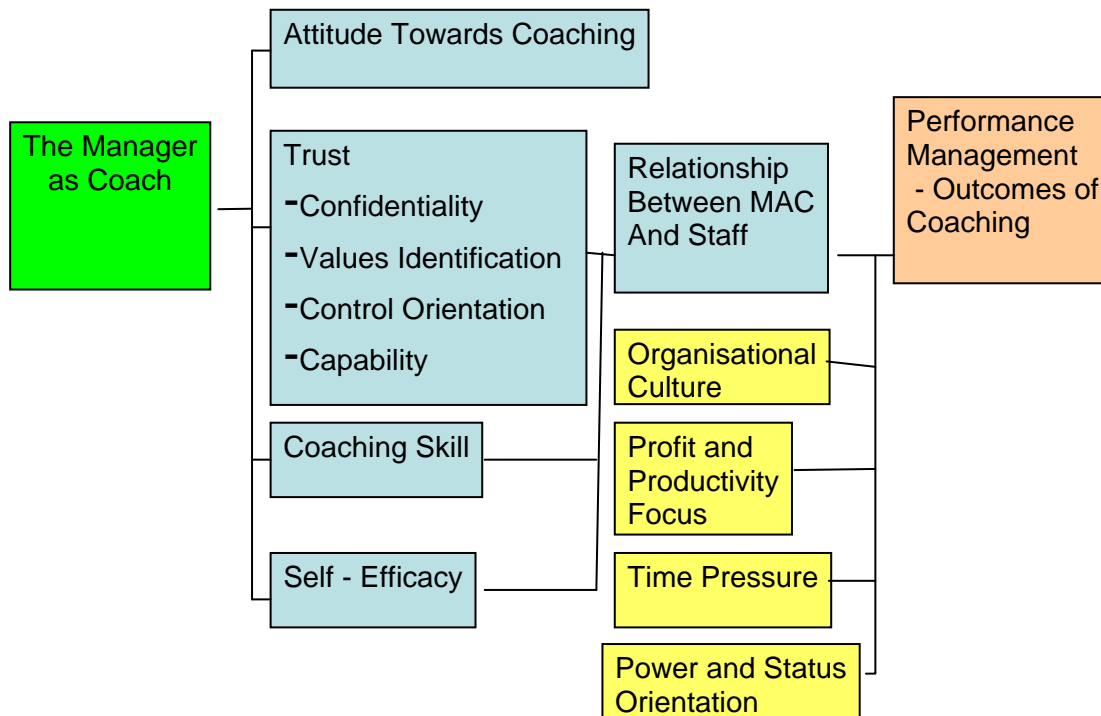 Attitude Towards Coaching
The Manager
as Coach
Trust
-Confidentiality
-Values Identification
-Control Orientation
-Capability
Coaching Skill
Self - Efficacy
Relationship
Between MAC
And Staff
Organisational
Culture
Profit and
Productivity
Focus
Time Pressure
Power and Status
Orientation
Performance
Management
- Outcomes of
Coaching